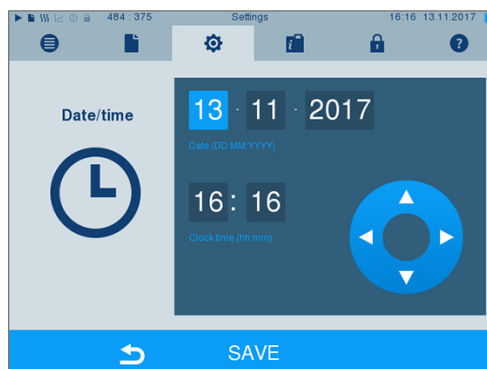 484 : 375 Settings 16:16 13.11.2017
Date/time
13 . 11 . 2017
Date (DD:MM:YYYY)
16 : 16
Clock time (hh:mm)
SAVE